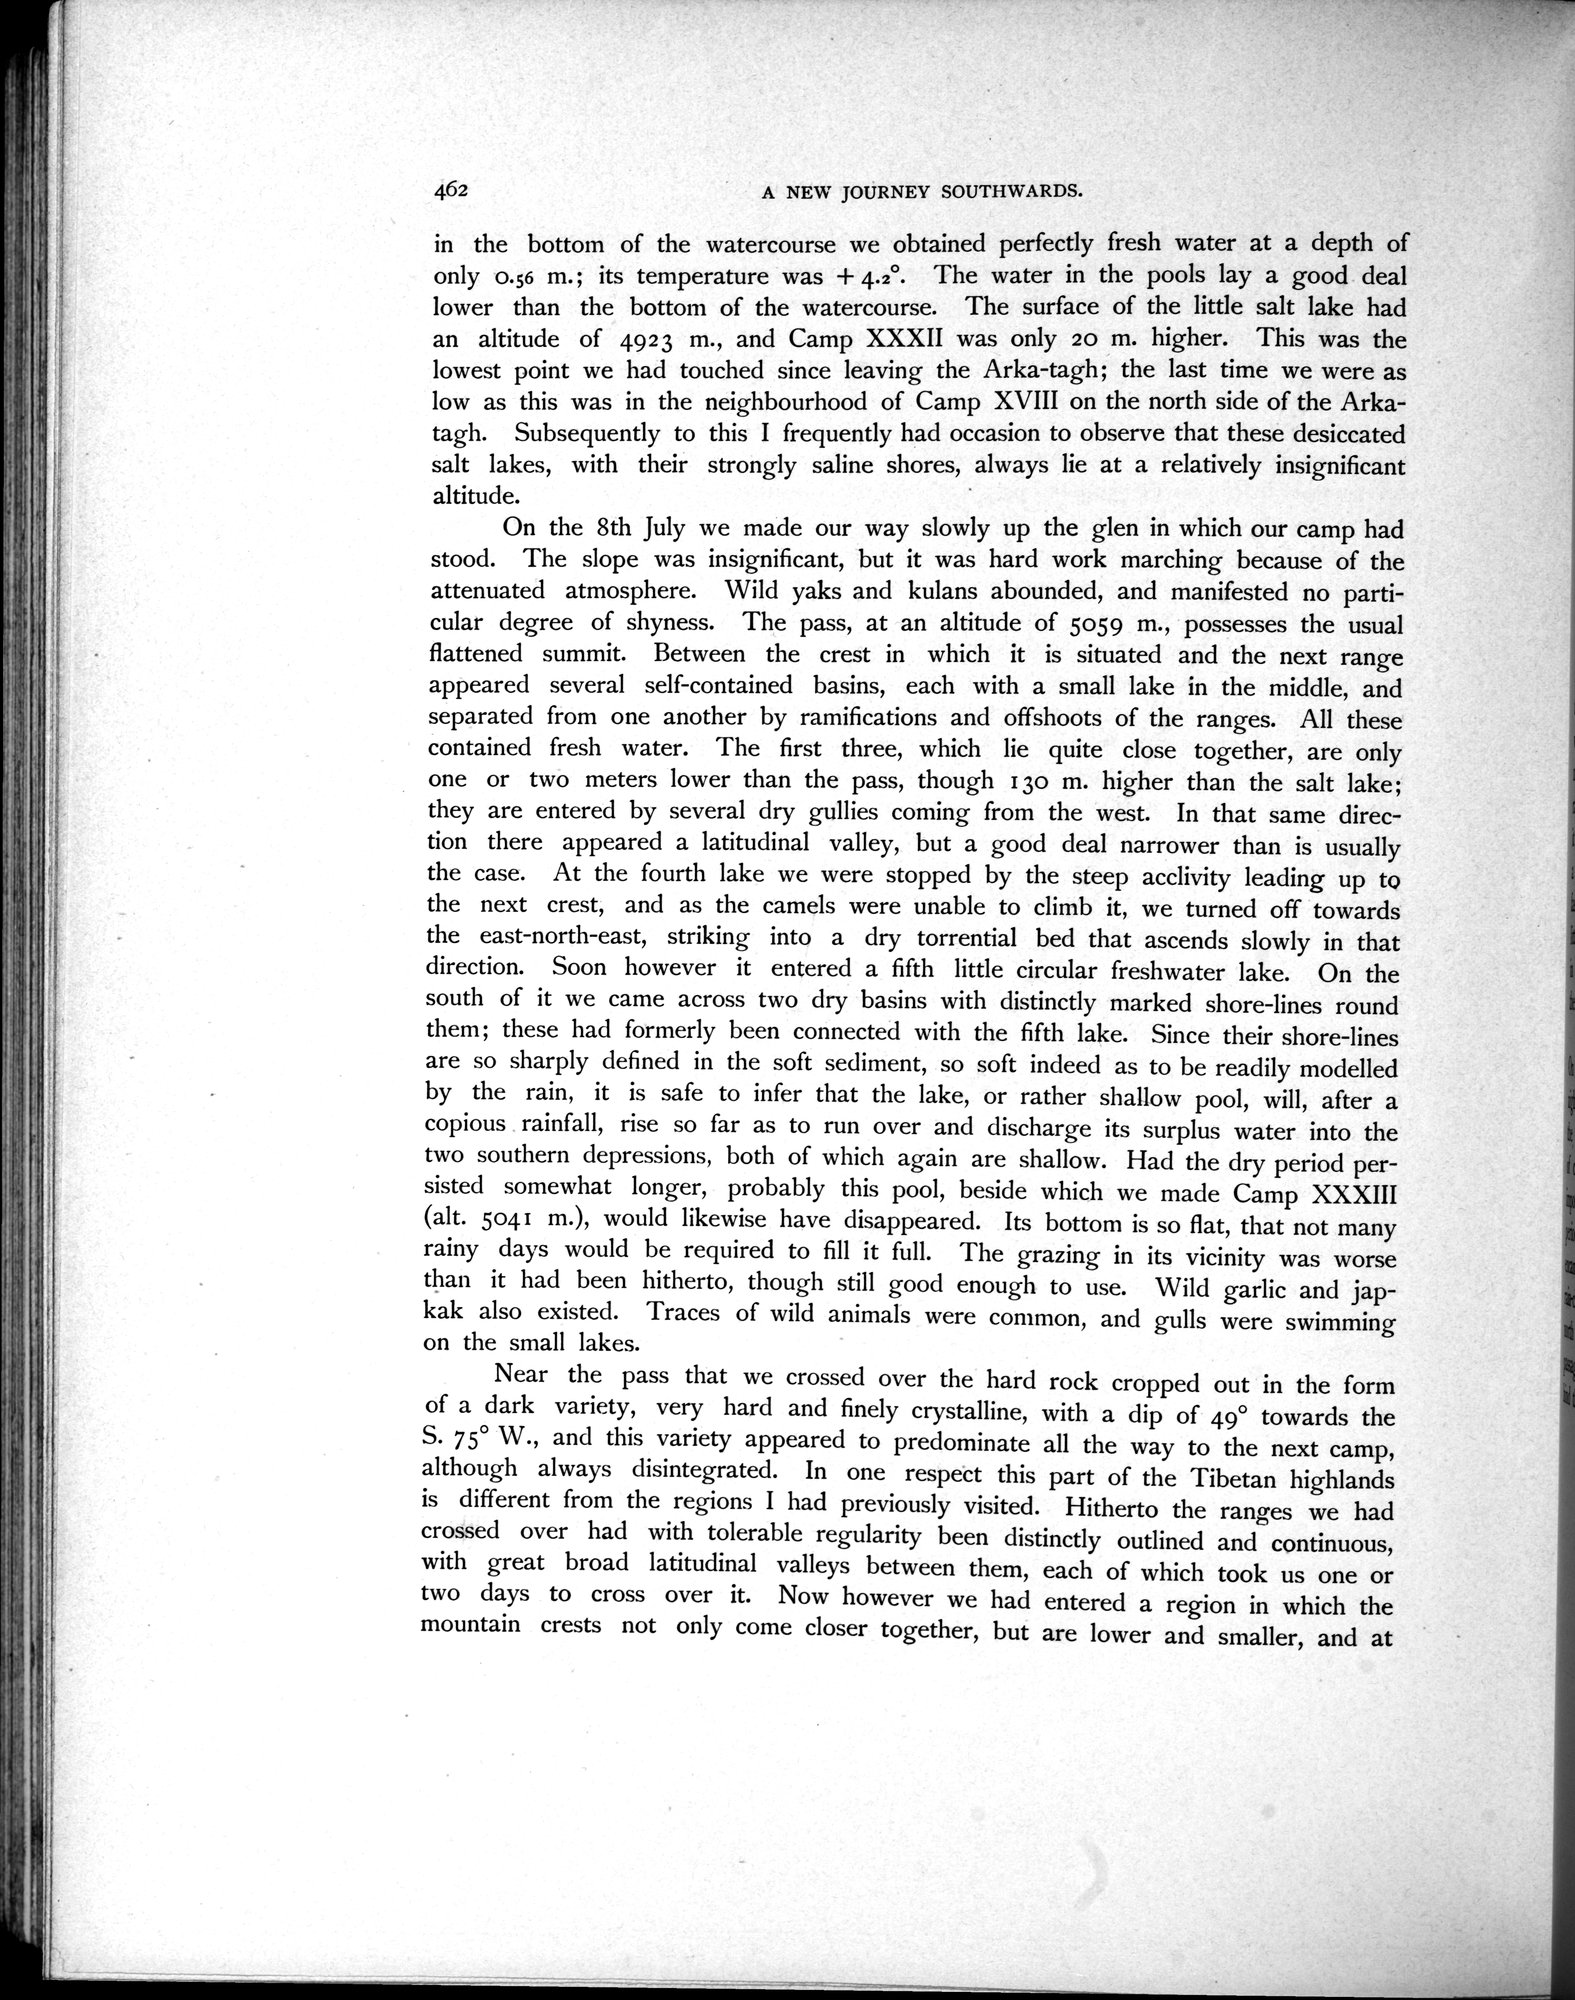 462 A NEW JOURNEY SOUTHWARDS.
in the bottom of the watercourse we obtained perfectly fresh water at a depth of
only 0.56 m.; its temperature was + 4.2°. The water in the pools lay a good deal
lower than the bottom of the watercourse. The surface of the little salt lake had
an altitude of 4923 m., and Camp XXXII was only 20 m. higher. This was the
lowest point we had touched since leaving the Arka-tagh; the last time we were as
low as this was in the neighbourhood of Camp XVIII on the north side of the Arka-
tagh. Subsequently to this I frequently had occasion to observe that these desiccated
salt lakes, with their strongly saline shores, always lie at a relatively insignificant
altitude.
On the 8th July we made our way slowly up the glen in which our camp had
stood. The slope was insignificant, but it was hard work marching because of the
attenuated atmosphere. Wild yaks and kulans abounded, and manifested no parti-
cular degree of shyness. The pass, at an altitude of 5059 m., possesses the usual
flattened summit. Between the crest in which it is situated and the next range
appeared several self-contained basins, each with a small lake in the middle, and
separated from one another by ramifications and offshoots of the ranges. All these
contained fresh water. The first three, which lie quite close together, are only
one or two meters lower than the pass, though 130 m. higher than the salt lake;
they are entered by several dry gullies coming from the west. In that same direc-
tion there appeared a latitudinal valley, but a good deal narrower than is usually
the case. At the fourth lake we were stopped by the steep acclivity leading up to
the next crest, and as the camels were unable to climb it, we turned off towards
the east-north-east, striking into a dry torrential bed that ascends slowly in that
direction. Soon however it entered a fifth little circular freshwater lake. On the
south of it we came across two dry basins with distinctly marked shore-lines round
them; these had formerly been connected with the fifth lake. Since their shore-lines
are so sharply defined in the soft sediment, so soft indeed as to be readily modelled
by the rain, it is safe to infer that the lake, or rather shallow pool, will, after a
copious rainfall, rise so far as to run over and discharge its surplus water into the
two southern depressions, both of which again are shallow. Had the dry period per-
sisted somewhat longer, probably this pool, beside which we made Camp XXXIII
(alt. 5041 m.), would likewise have disappeared. Its bottom is so flat, that not many
rainy days would be required to fill it full. The grazing in its vicinity was worse
than it had been hitherto, though still good enough to use. Wild garlic and jap-
kak also existed. Traces of wild animals were common, and gulls were swimming
on the small lakes.
Near the pass that we crossed over the hard rock cropped out in the form
of a dark variety, very hard and finely crystalline, with a dip of 49° towards the
S. 75° W., and this variety appeared to predominate all the way to the next camp,
although always disintegrated. In one respect this part of the Tibetan highlands
is different from the regions I had previously visited. Hitherto the ranges we had
crossed over had with tolerable regularity been distinctly outlined and continuous,
with great broad latitudinal valleys between them, each of which took us one or
two days to cross over it. Now however we had entered a region in which the
mountain crests not only come closer together, but are lower and smaller, and at